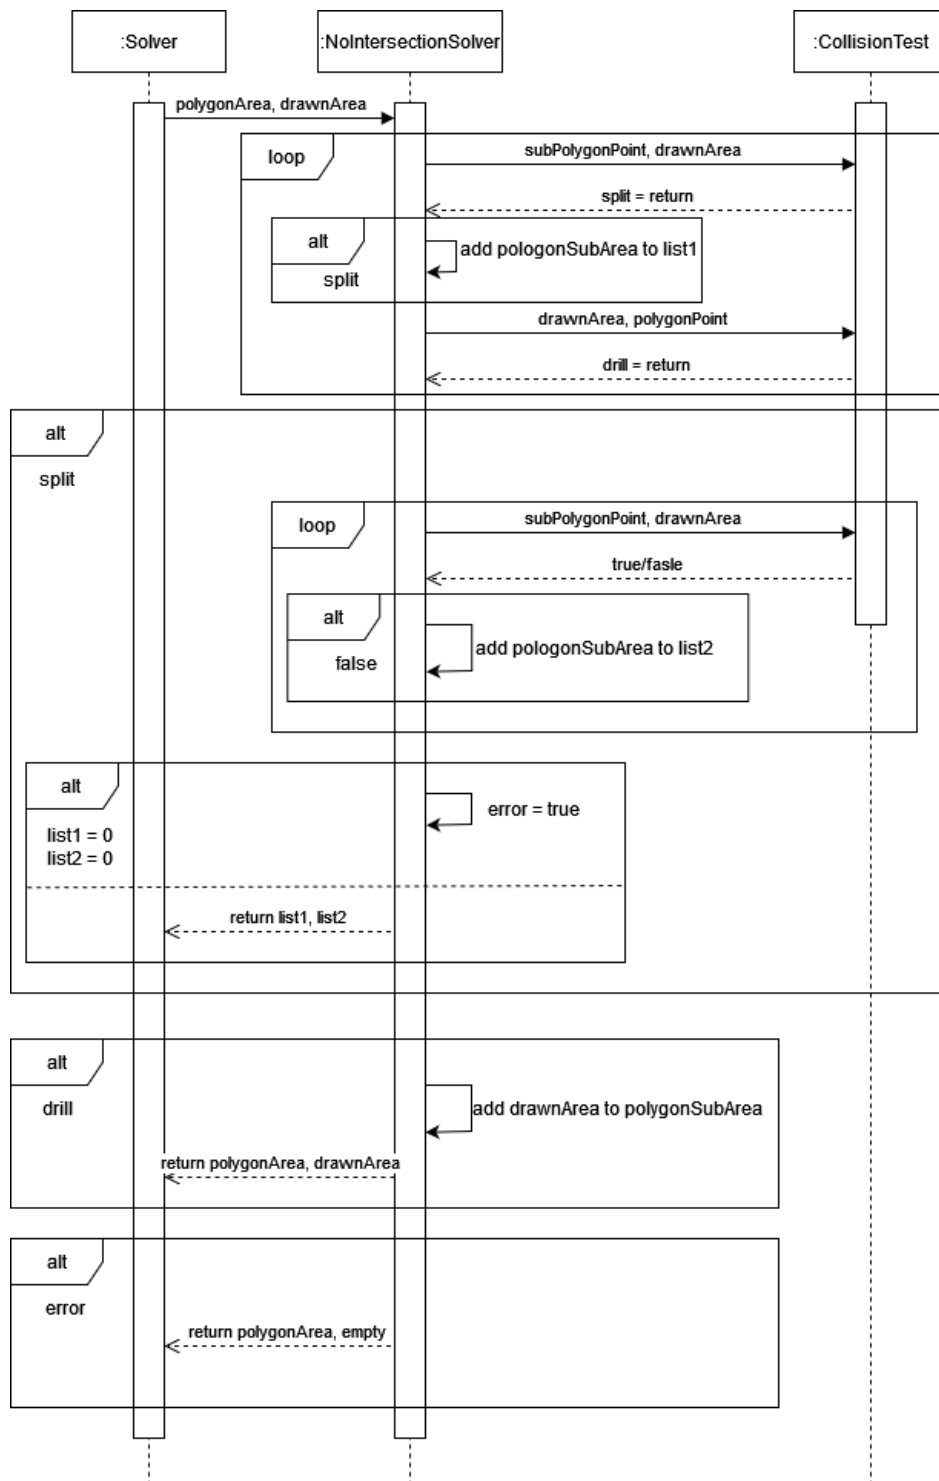 :Solver
:NoIntersectionSolver
:CollisionTest
polygonArea, drawnArea
loop
subPolygonPoint, drawnArea
split = return
alt
add pologonSubArea to list1
split
drawnArea, polygonPoint
drill = return
alt
split
loop
subPolygonPoint, drawnArea
true/fasle
alt
add pologonSubArea to list2
false
alt
error = true
list1 = 0
list2 = 0
return list1, list2
alt
drill
add drawnArea to polygonSubArea
return polygonArea, drawnArea
alt
error
return polygonArea, empty